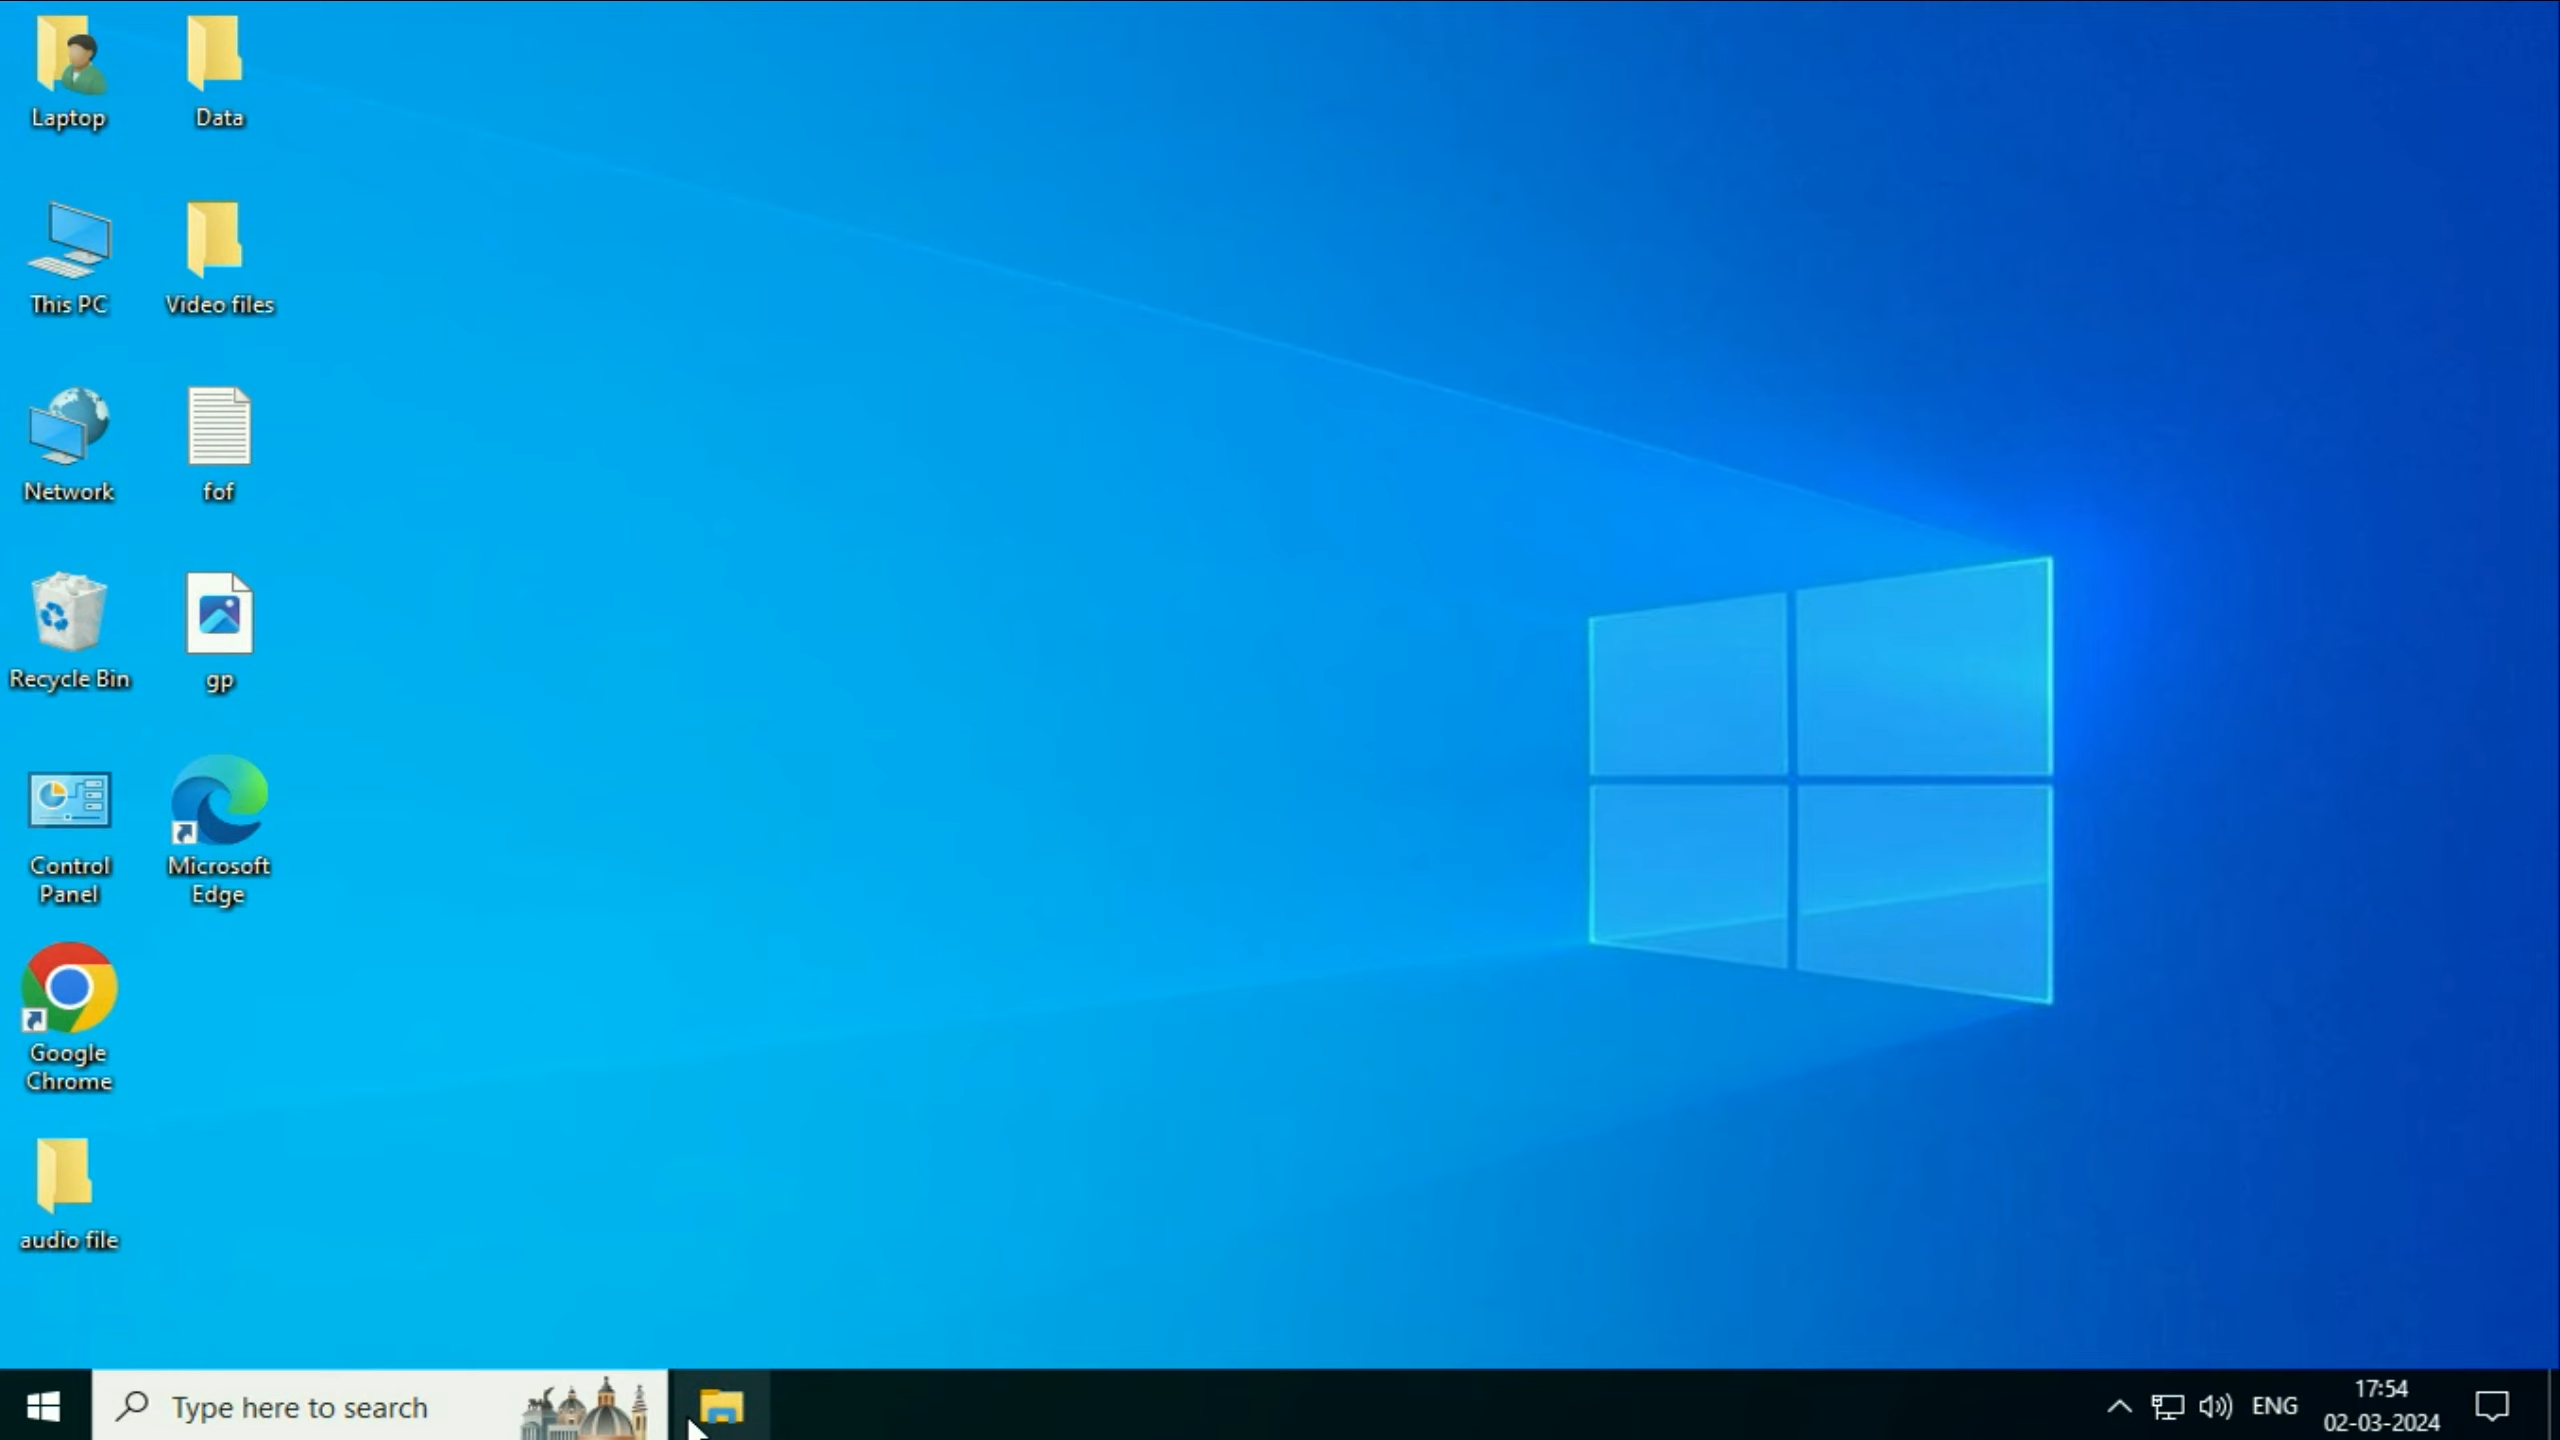 Laptop
Data
This PC
Video files
Network
fof
Recycle Bin
gp
Control
Panel
Microsoft
Edge
Google
Chrome
audio file
Type here to search
ENG
17:54
02-03-2024